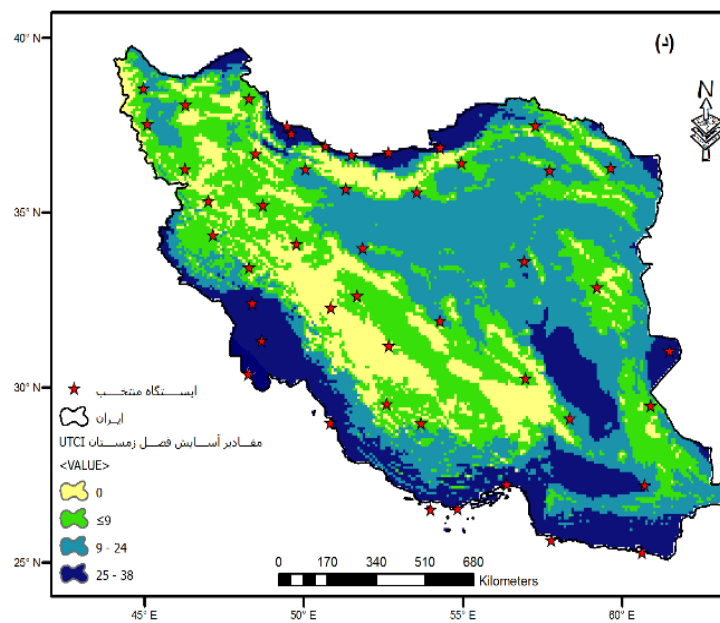 40° N
(د)
N
35° N
30° N
ایستگاه منتخب
ایران
مقادیر آسایش فصل زمستان UTCI
<VALUE>
0
≤9
9 - 24
25 - 38
25° N
0 170 340 510 680
Kilometers
45° E 50° E 55° E 60° E